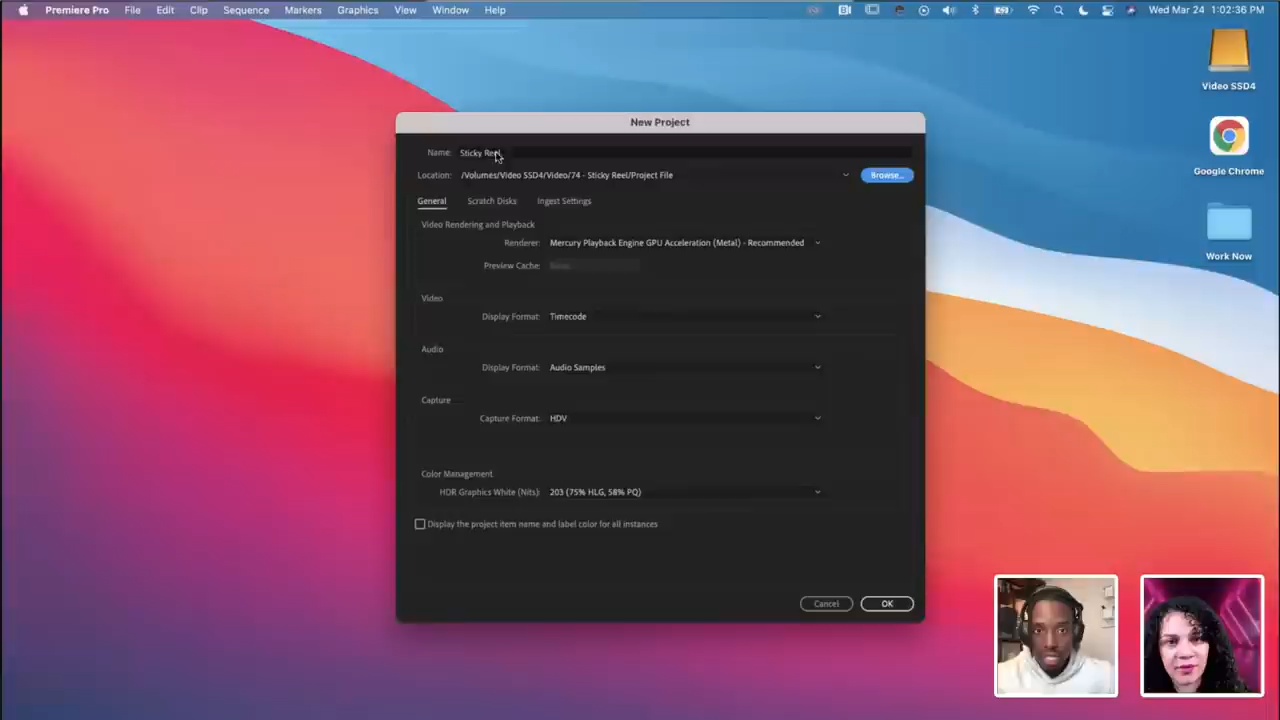 Premiere Pro File Edit Clip Sequence Markers Graphics View Window Help Wed Mar 24 1:02:36 PM
Video SSD4
Google Chrome
Work Now
New Project
Name: Sticky Reel
Location: /Volumes/Video SSD4/Video/74 - Sticky Reel/Project File Browse...
General Scratch Disks Ingest Settings
Video Rendering and Playback
Renderer: Mercury Playback Engine GPU Acceleration (Metal) - Recommended
Preview Cache: None
Video
Display Format: Timecode
Audio
Display Format: Audio Samples
Capture
Capture Format: HDV
Color Management
HDR Graphics White (Nits): 203 (75% HLG, 58% PQ)
Display the project item name and label color for all instances
Cancel OK